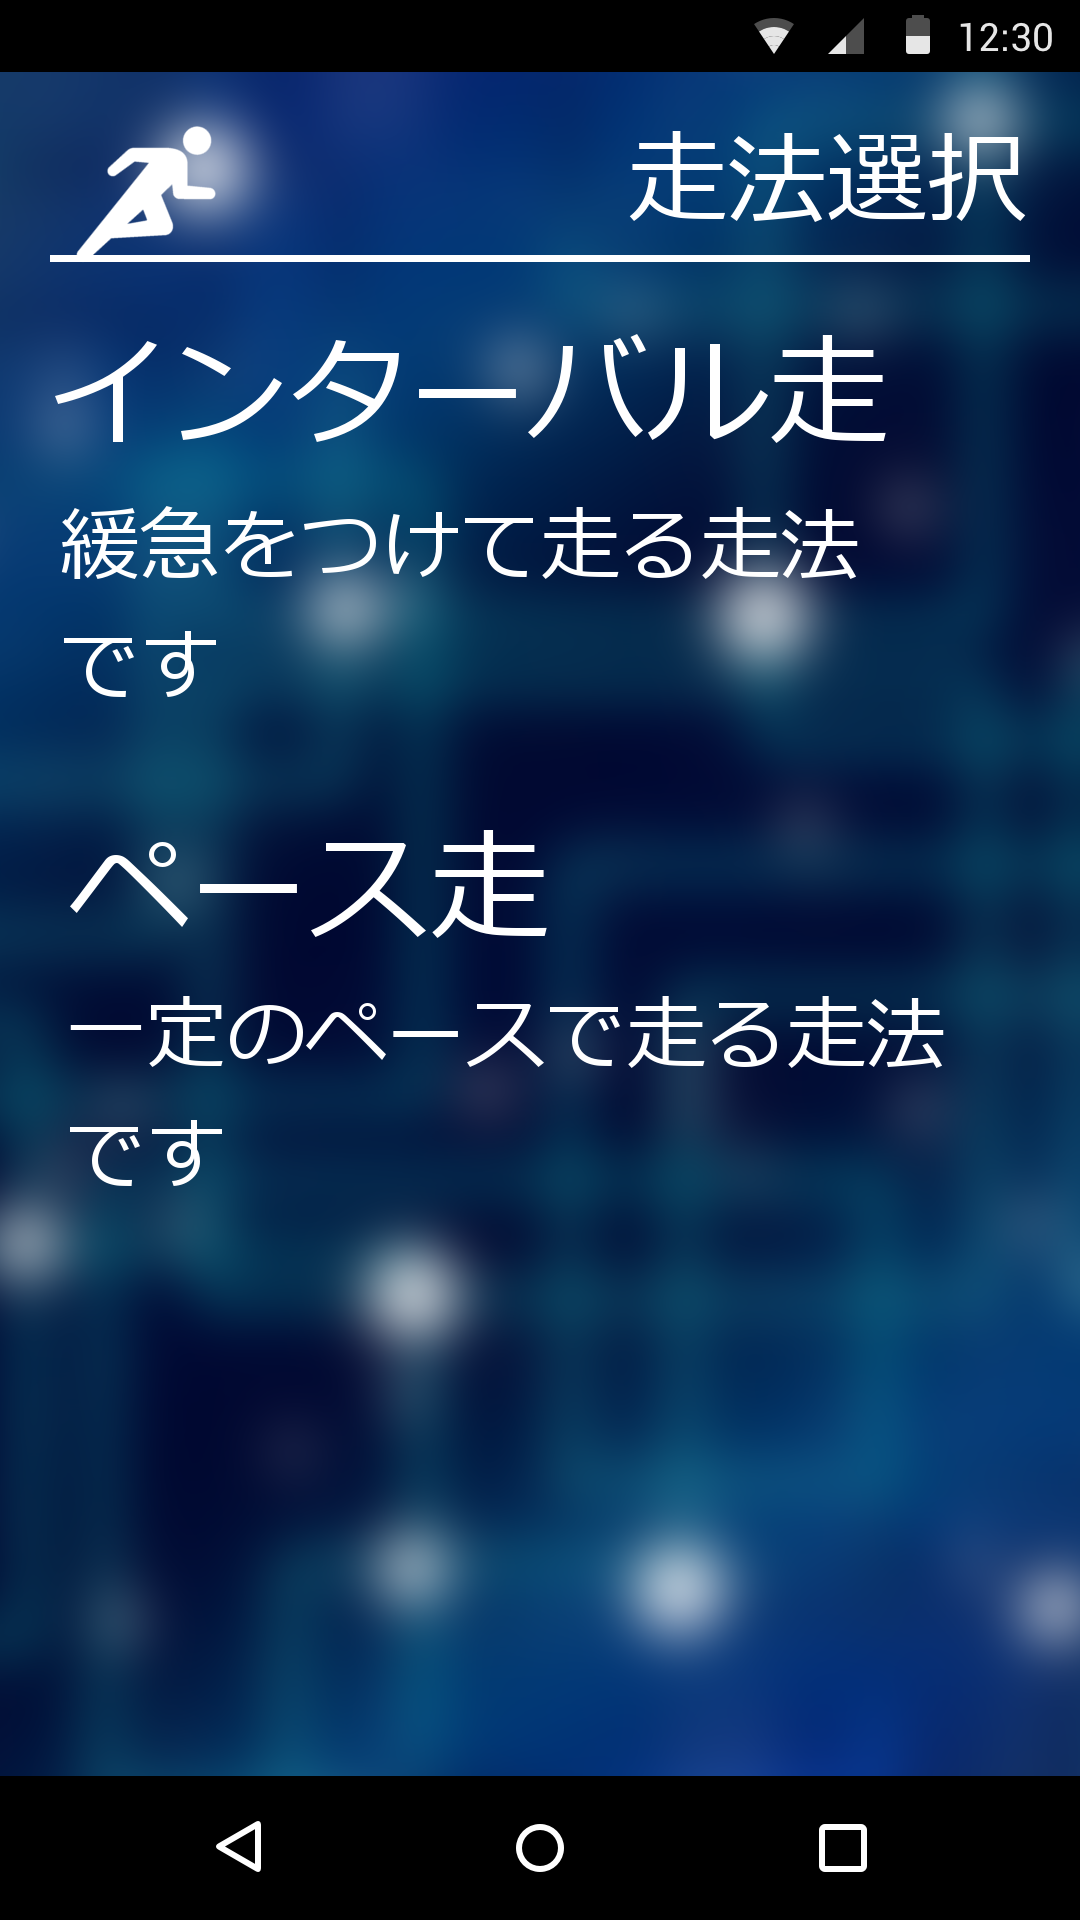 12:30
走法選択
インターバル走
緩急をつけて走る走法
です
ペース走
一定のペースで走る走法
です